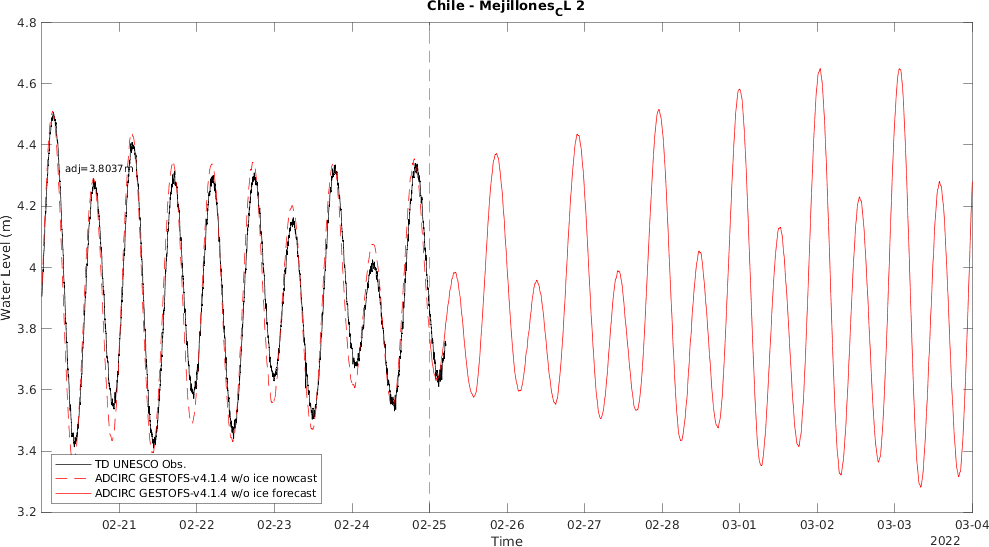 Chile - Mejillones_CL 2
4.8
4.6
4.4
4.2
4
3.8
3.6
3.4
3.2
Water Level (m)
adj=3.8037m
TD UNESCO Obs.
ADCIRC GESTOFS-v4.1.4 w/o ice nowcast
ADCIRC GESTOFS-v4.1.4 w/o ice forecast
02-21 02-22 02-23 02-24 02-25 02-26 02-27 02-28 03-01 03-02 03-03 03-04
Time
2022